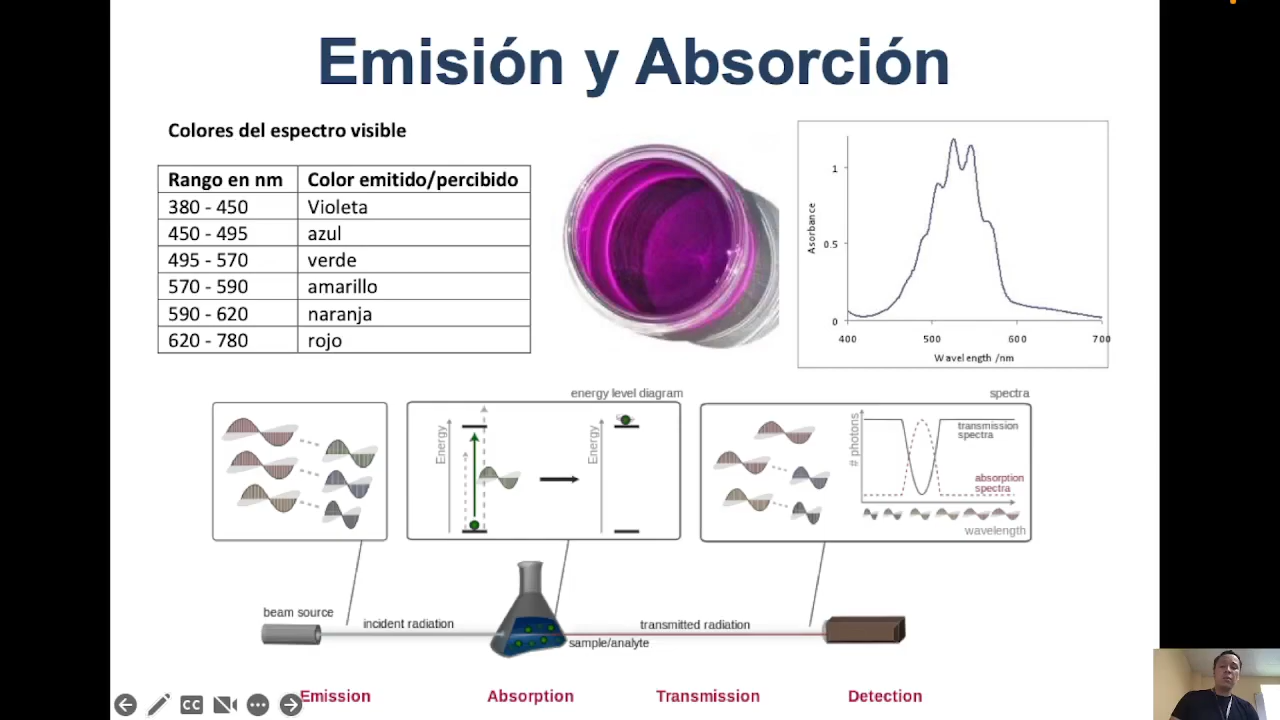 Emisión y Absorción
Colores del espectro visible
Rango en nm Color emitido/percibido
380 - 450 Violeta
450 - 495 azul
495 - 570 verde
570 - 590 amarillo
590 - 620 naranja
620 - 780 rojo
Asorbance
1
0.5
0
400 500 600 700
Wavelength /nm
energy level diagram
Energy
Energy
spectra
# photons
transmission
spectra
absorption
spectra
wavelength
beam source
incident radiation
sample/analyte
transmitted radiation
Emission Absorption Transmission Detection
CC